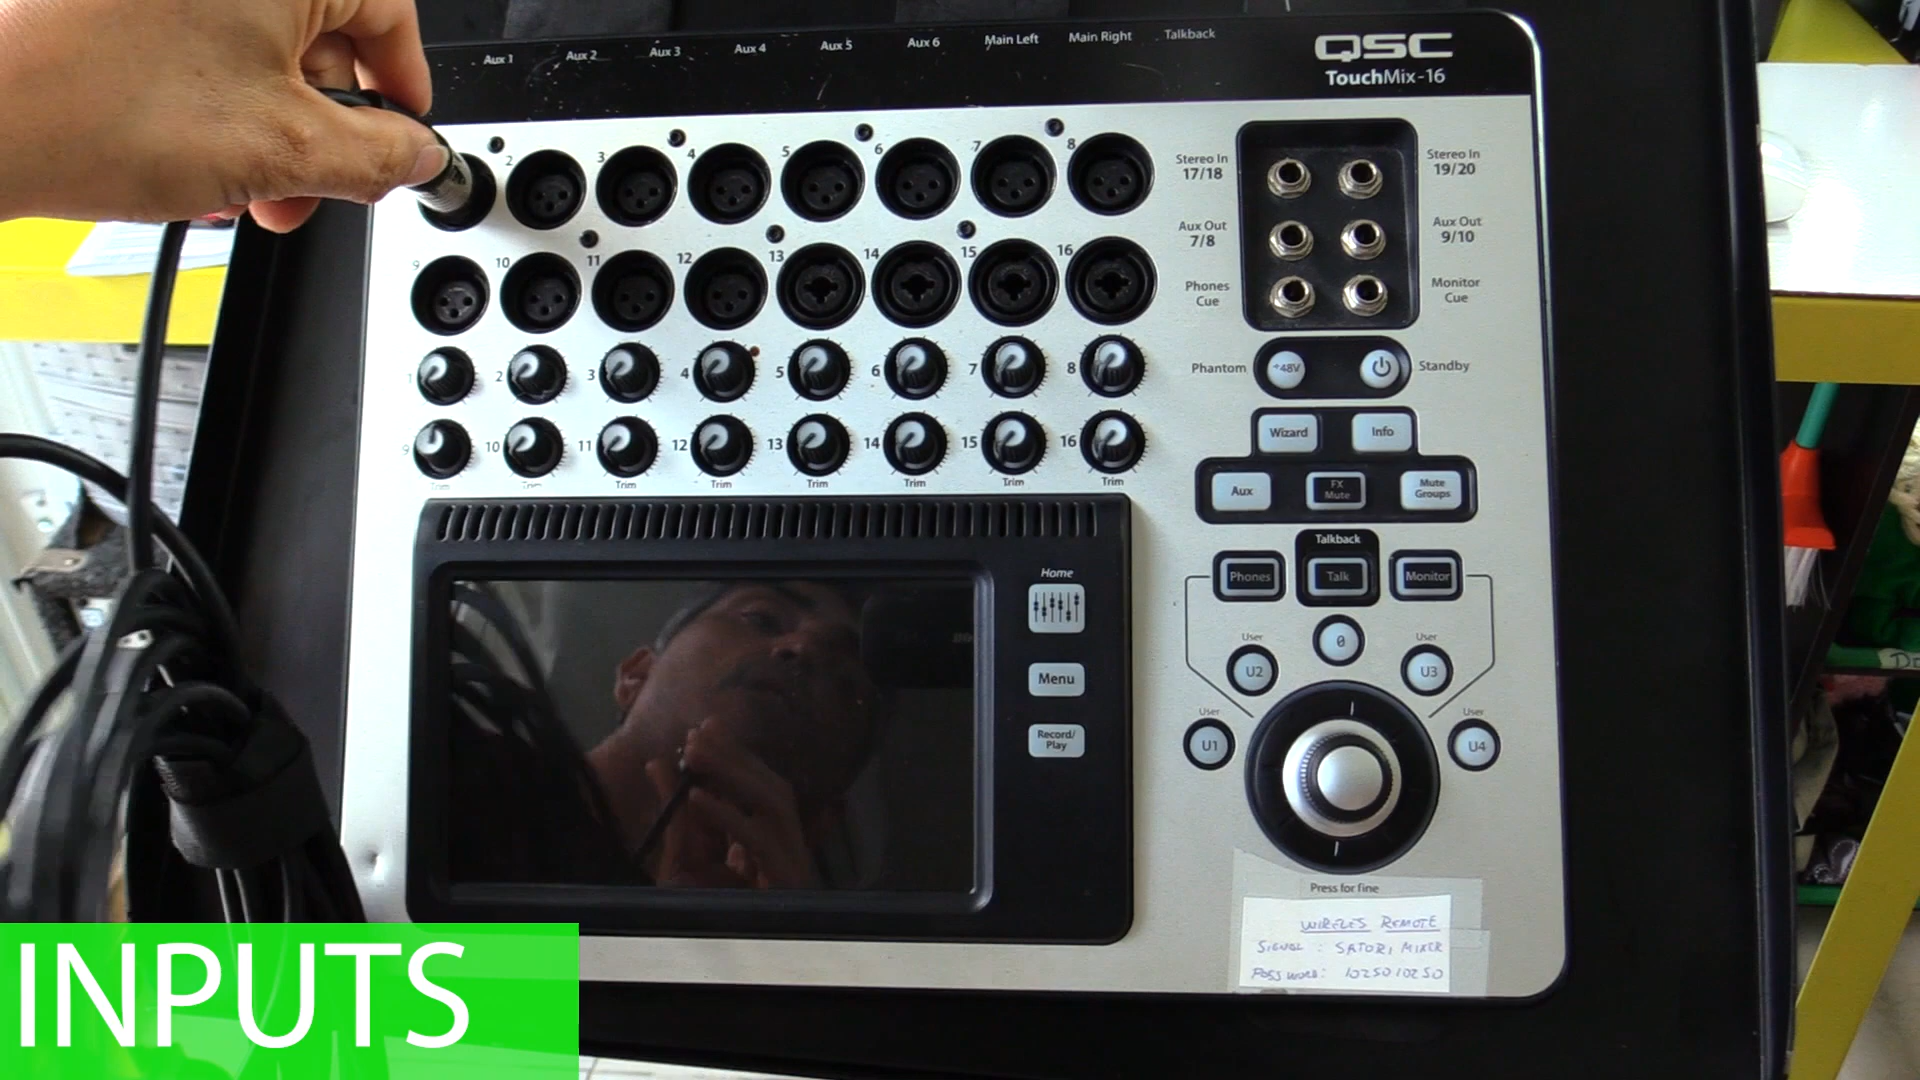 Aux 1 Aux 2 Aux 3 Aux 4 Aux 5 Aux 6 Main Left Main Right Talkback
QSC
TouchMix-16
2 3 4 5 6 7 8
9 10 11 12 13 14 15 16
1 2 3 4 5 6 7 8
9 10 11 12 13 14 15 16
Trim Trim Trim Trim Trim Trim Trim Trim
Stereo In
17/18
Stereo In
19/20
Aux Out
7/8
Aux Out
9/10
Phones
Cue
Monitor
Cue
Phantom +48V Standby
Wizard Info
Aux
FX
Mute
Mute
Groups
Talkback
Phones Talk Monitor
Home
Menu
Record/
Play
0
User
U2
User
U3
User
U1
User
U4
Press for fine
WIRELES REMOTE
SIGNAL : SATORI MIXER
PASSWORD: 1025010250
INPUTS